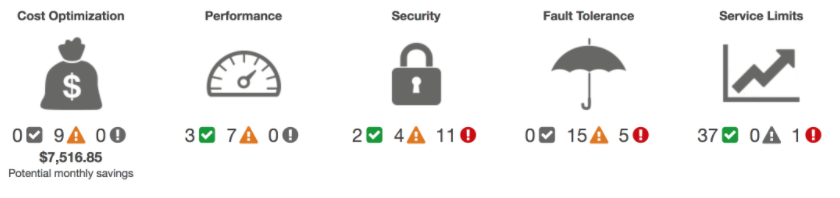 Cost Optimization
Performance
Security
Fault Tolerance
Service Limits
$
0 9 0
3 7 0
2 4 11
0 15 5
37 0 1
$7,516.85
Potential monthly savings